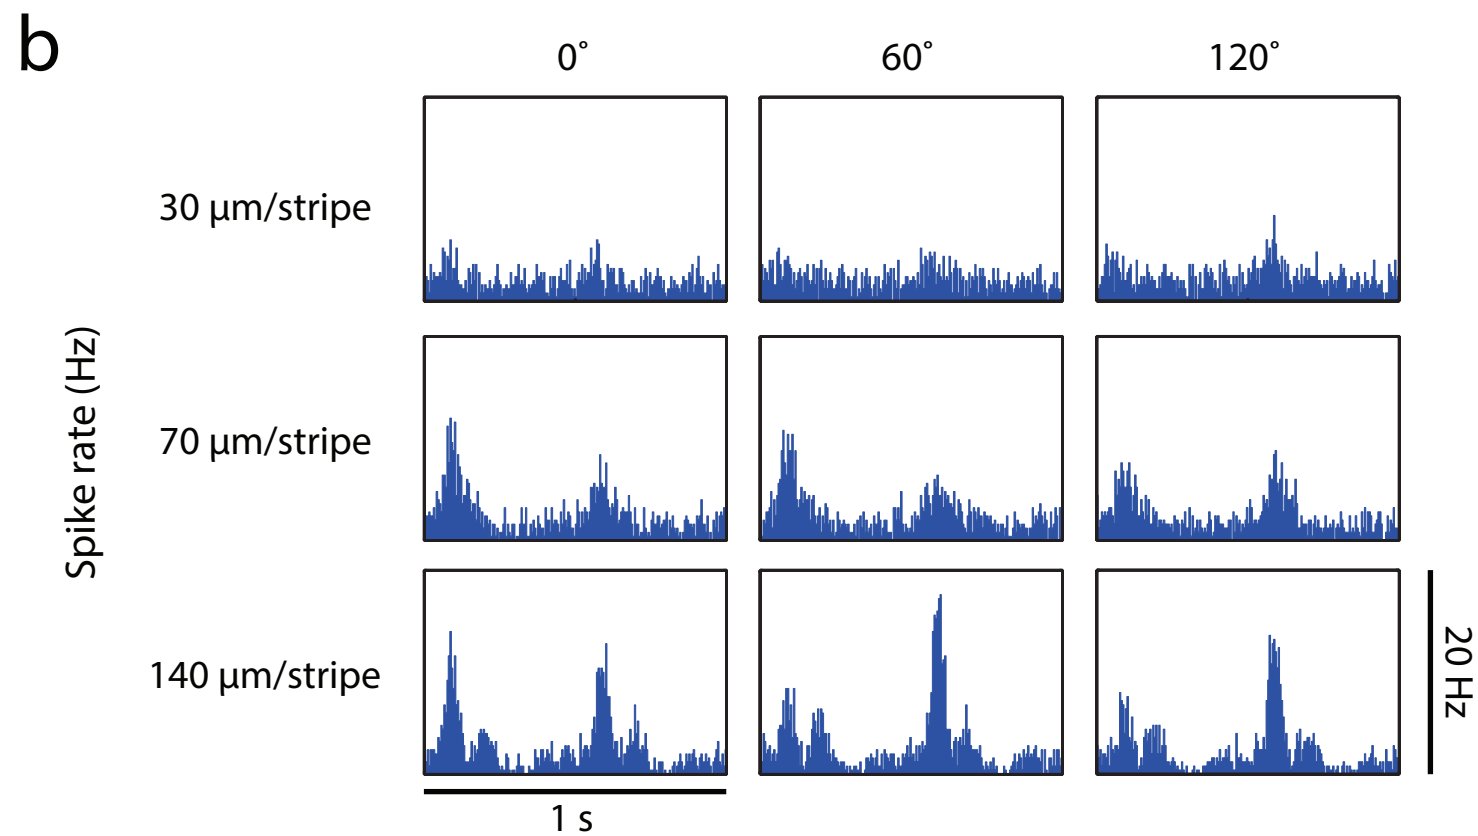 b
0˚
60˚
120˚
30 µm/stripe
70 µm/stripe
140 µm/stripe
Spike rate (Hz)
20 Hz
1 s